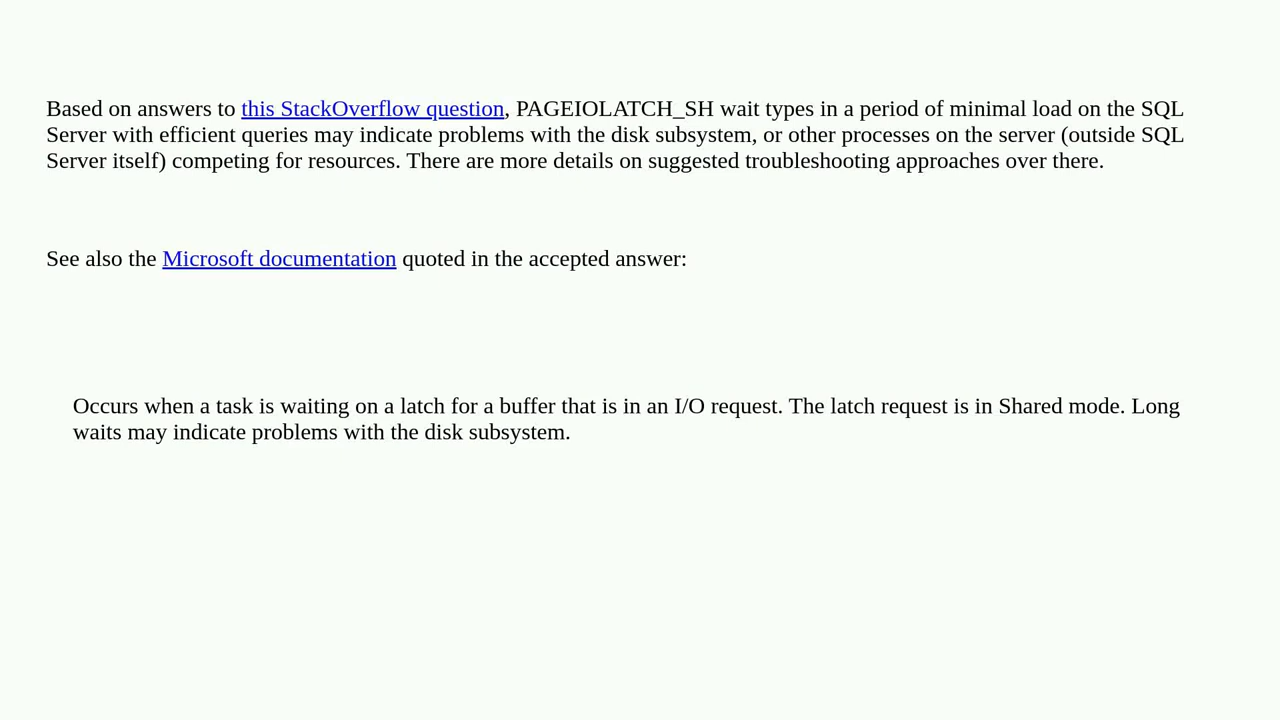 Based on answers to this StackOverflow question, PAGEIOLATCH_SH wait types in a period of minimal load on the SQL
Server with efficient queries may indicate problems with the disk subsystem, or other processes on the server (outside SQL
Server itself) competing for resources. There are more details on suggested troubleshooting approaches over there.
See also the Microsoft documentation quoted in the accepted answer:
Occurs when a task is waiting on a latch for a buffer that is in an I/O request. The latch request is in Shared mode. Long
waits may indicate problems with the disk subsystem.